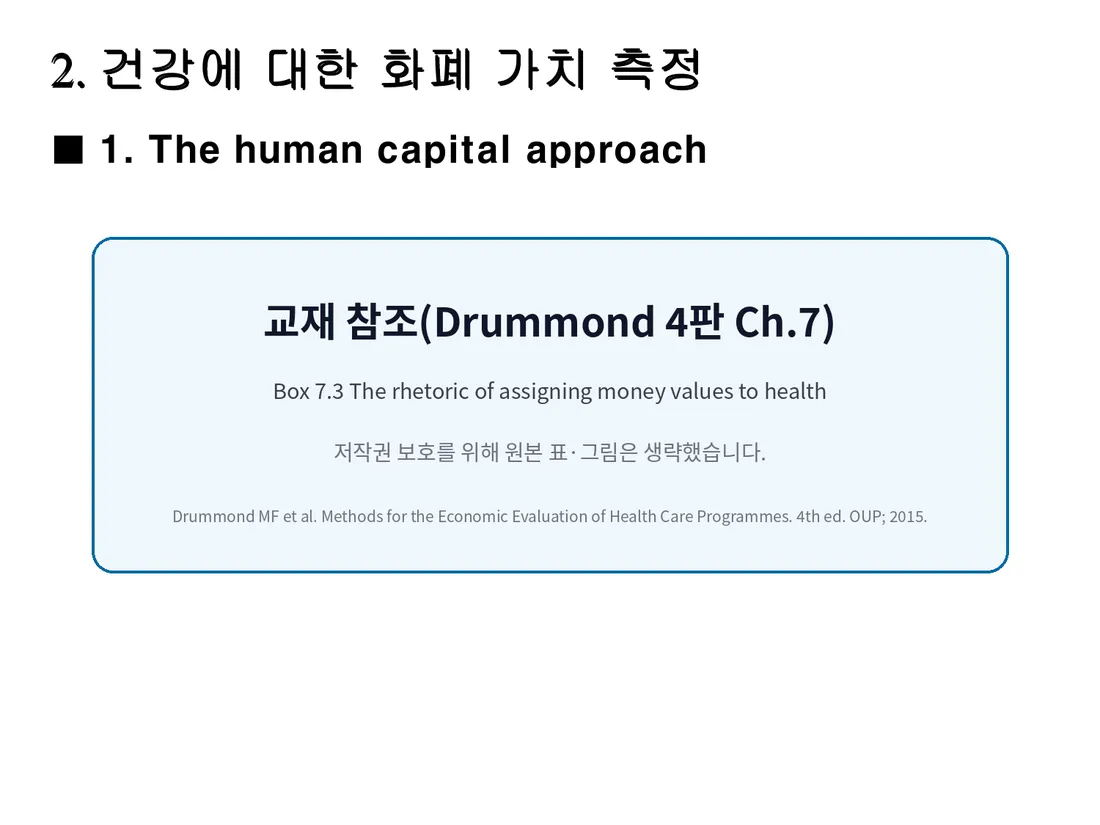 2. 건강에 대한 화폐 가치 측정
■ 1. The human capital approach
교재 참조(Drummond 4판 Ch.7)
Box 7.3 The rhetoric of assigning money values to health
저작권 보호를 위해 원본 표·그림은 생략했습니다.
Drummond MF et al. Methods for the Economic Evaluation of Health Care Programmes. 4th ed. OUP; 2015.